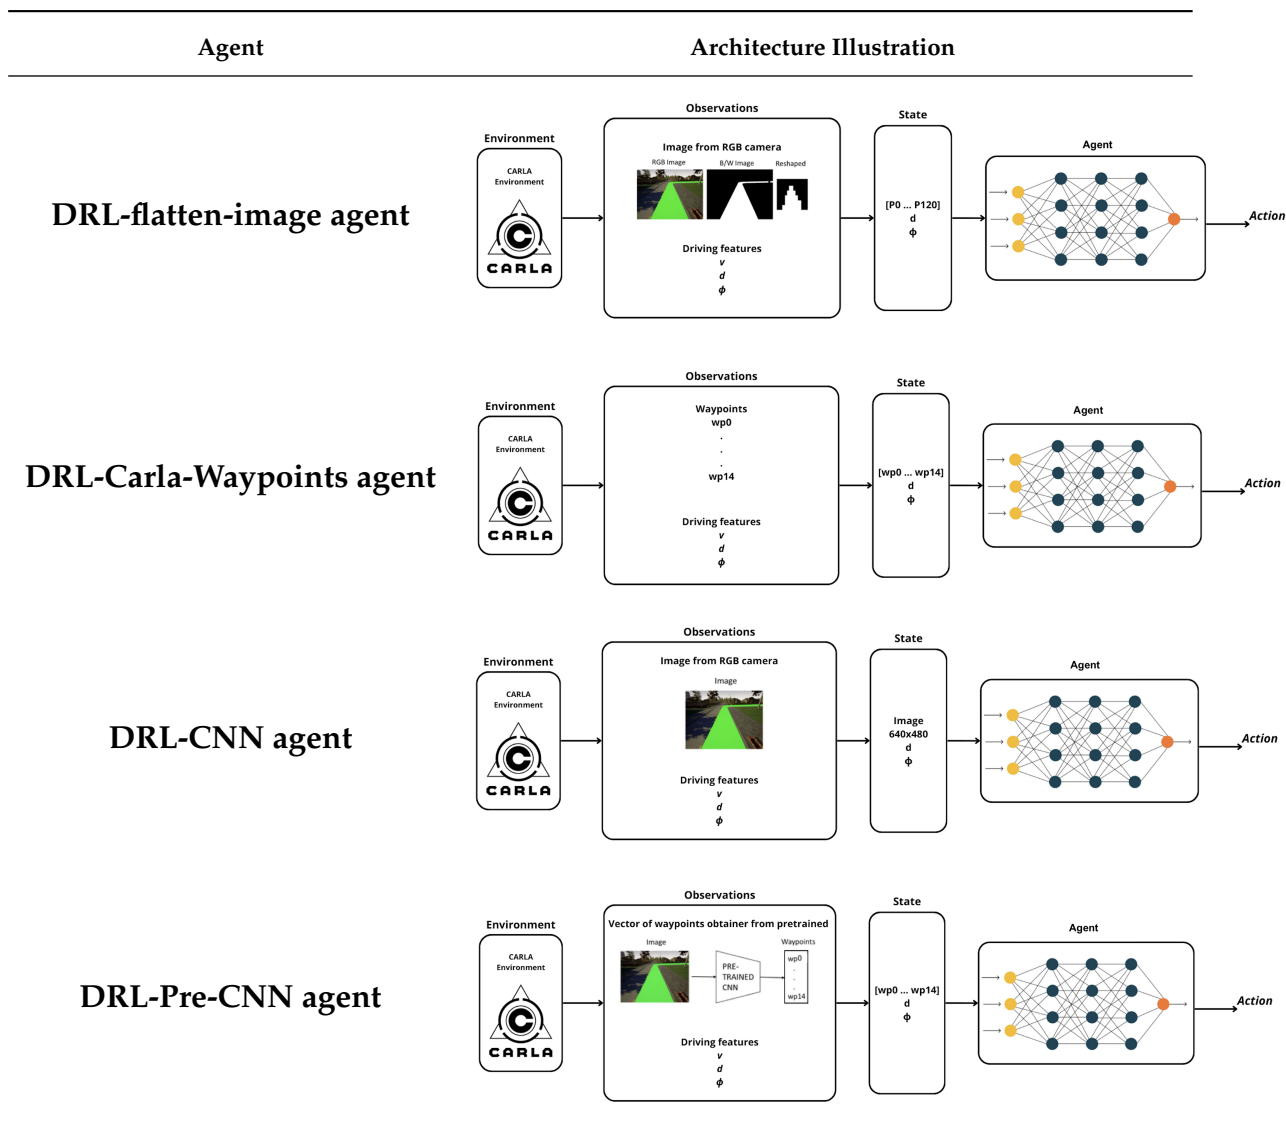 Agent Architecture Illustration
DRL-flatten-image agent
Environment
CARLA
Environment
CARLA
Observations
Image from RGB camera
RGB Image B/W Image Reshaped
Driving features
v
d
ϕ
State
[P0 ... P120]
d
ϕ
Agent
Action
DRL-Carla-Waypoints agent
Environment
CARLA
Environment
CARLA
Observations
Waypoints
wp0
.
.
.
wp14
Driving features
v
d
ϕ
State
[wp0 ... wp14]
d
ϕ
Agent
Action
DRL-CNN agent
Environment
CARLA
Environment
CARLA
Observations
Image from RGB camera
Image
Driving features
v
d
ϕ
State
Image
640x480
d
ϕ
Agent
Action
DRL-Pre-CNN agent
Environment
CARLA
Environment
CARLA
Observations
Vector of waypoints obtainer from pretrained
Image
PRE-
TRAINED
CNN
Waypoints
wp0
.
.
.
wp14
Driving features
v
d
ϕ
State
[wp0 ... wp14]
d
ϕ
Agent
Action